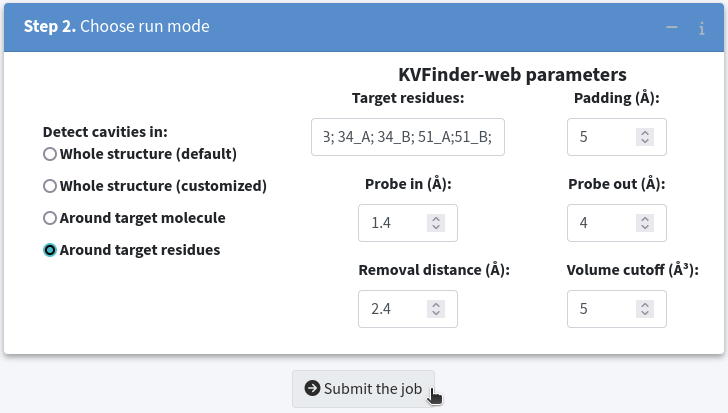 Step 2. Choose run mode
KVFinder-web parameters
Detect cavities in:
Whole structure (default)
Whole structure (customized)
Around target molecule
Around target residues
Target residues:
Padding (Å):
; 34_A; 34_B; 51_A;51_B;
5
Probe in (Å):
Probe out (Å):
1.4
4
Removal distance (Å):
Volume cutoff (Å³):
2.4
5
Submit the job